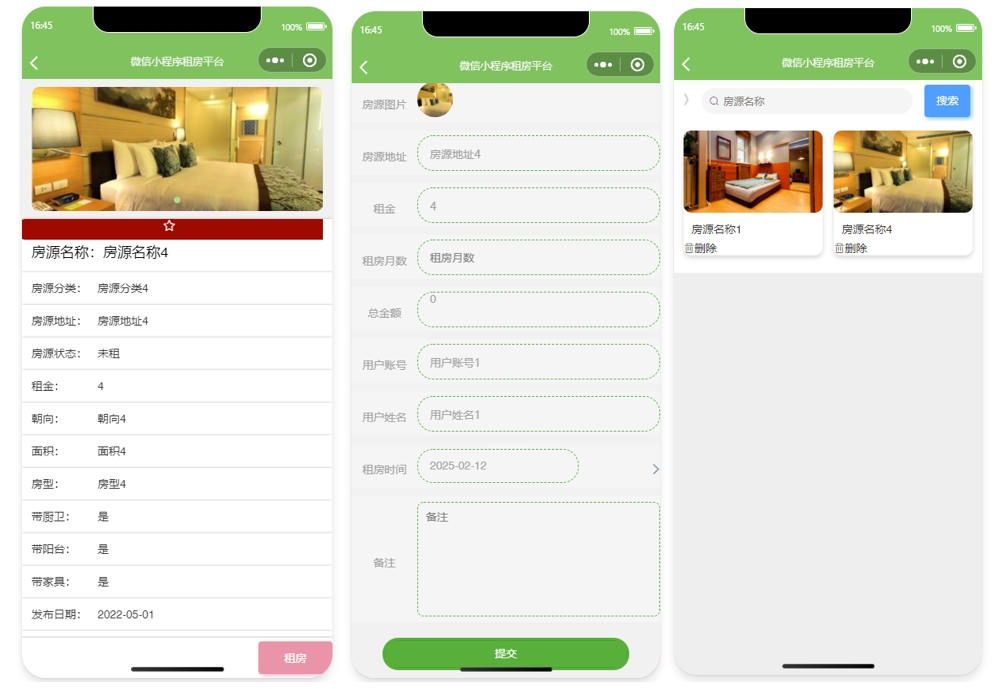 16:45
100%
微信小程序租房平台
房源名称：房源名称4
房源分类：
房源分类4
房源地址：
房源地址4
房源状态：
未租
租金：
4
朝向：
朝向4
面积：
面积4
房型：
房型4
带厨卫：
是
带阳台：
是
带家具：
是
发布日期：
2022-05-01
租房
16:45
100%
微信小程序租房平台
房源图片
房源地址
房源地址4
租金
4
租房月数
租房月数
总金额
0
用户账号
用户账号1
用户姓名
用户姓名1
租房时间
2025-02-12
备注
备注
提交
16:45
100%
微信小程序租房平台
房源名称
搜索
房源名称1
删除
房源名称4
删除